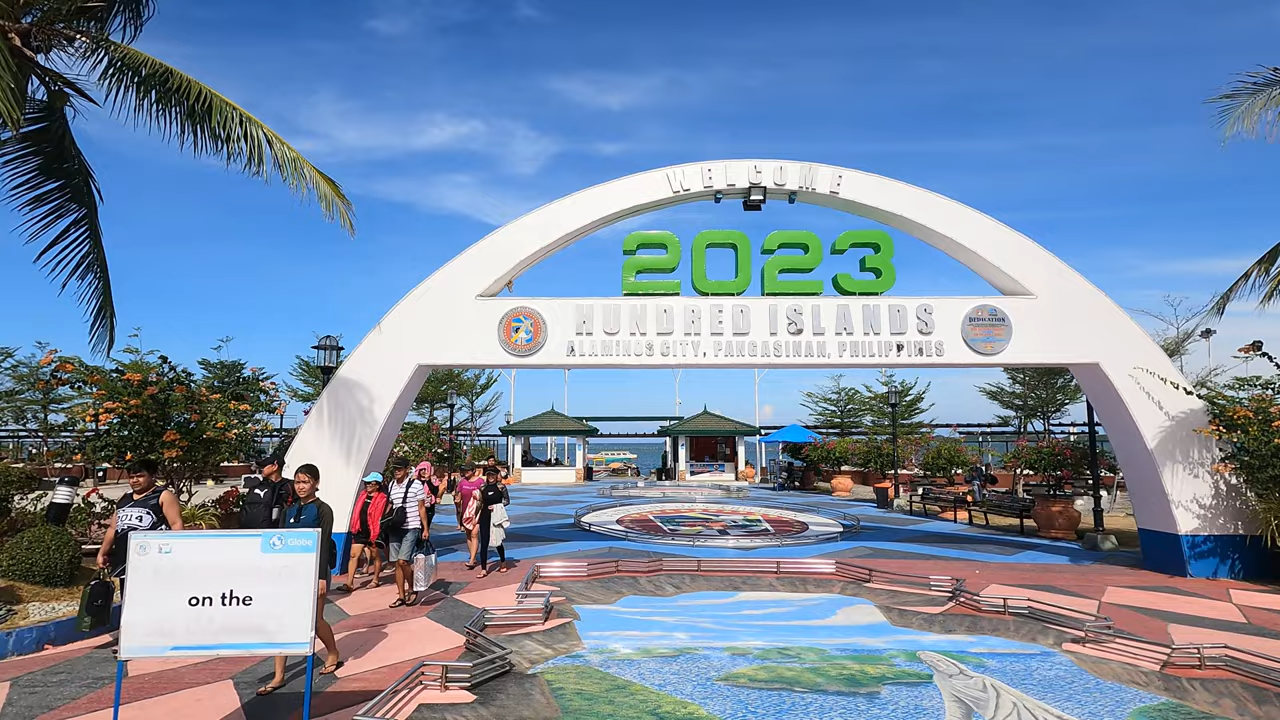 WELCOME
2023
HUNDRED ISLANDS
ALAMINOS CITY, PANGASINAN, PHILIPPINES
DEDICATION
2014
Globe
on the